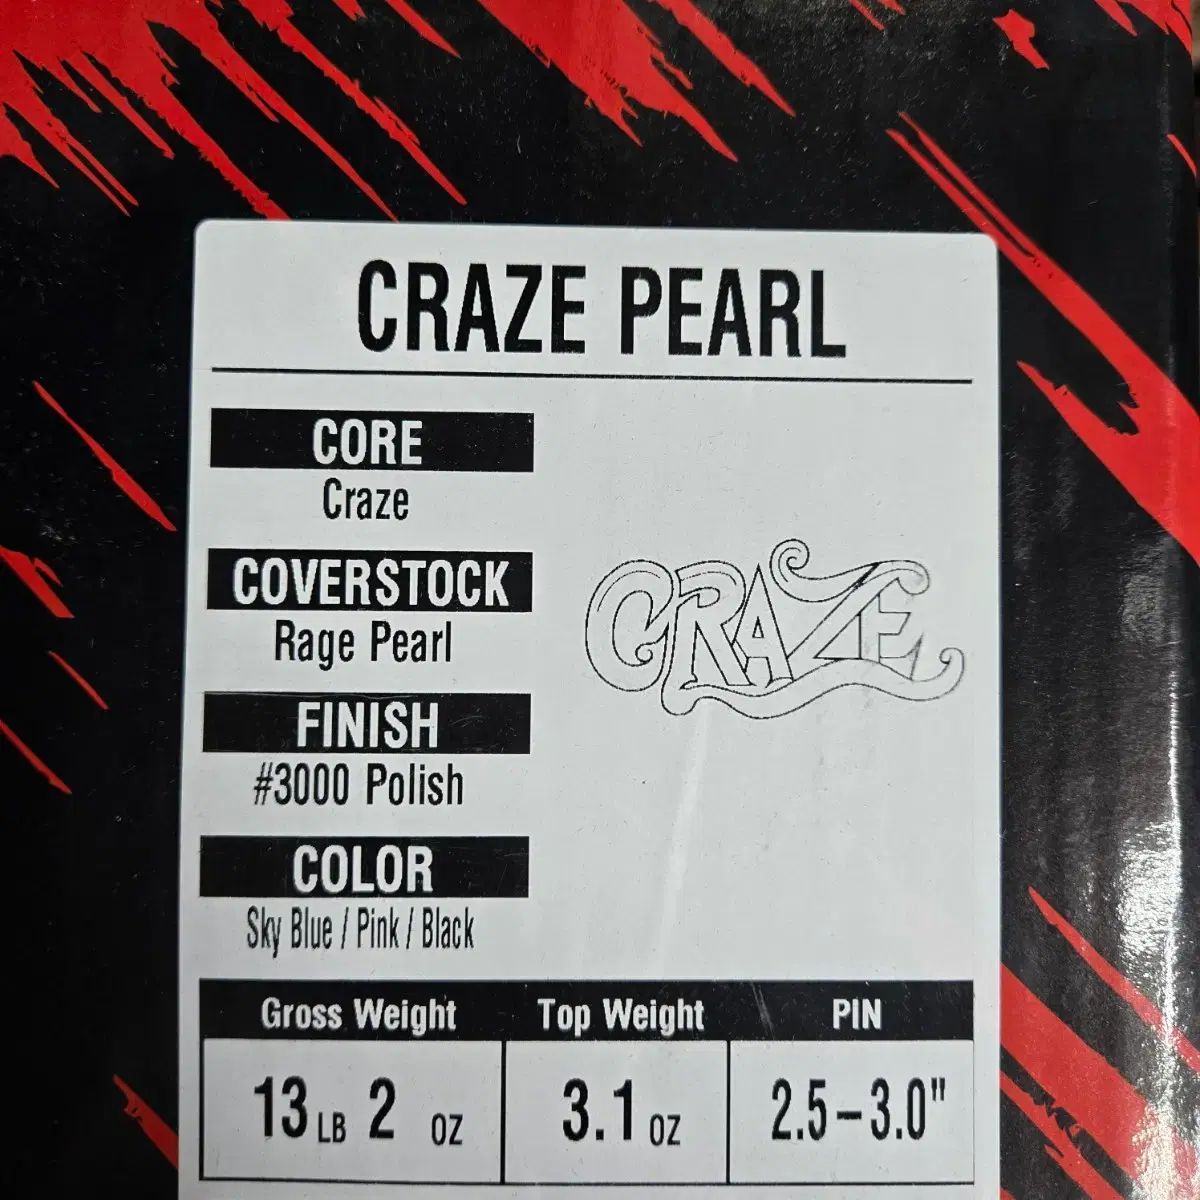 CRAZE PEARL
CORE
Craze
COVERSTOCK
Rage Pearl
CRAZE
FINISH
#3000 Polish
COLOR
Sky Blue / Pink / Black
Gross Weight Top Weight PIN
13 LB 2 OZ 3.1 OZ 2.5-3.0"